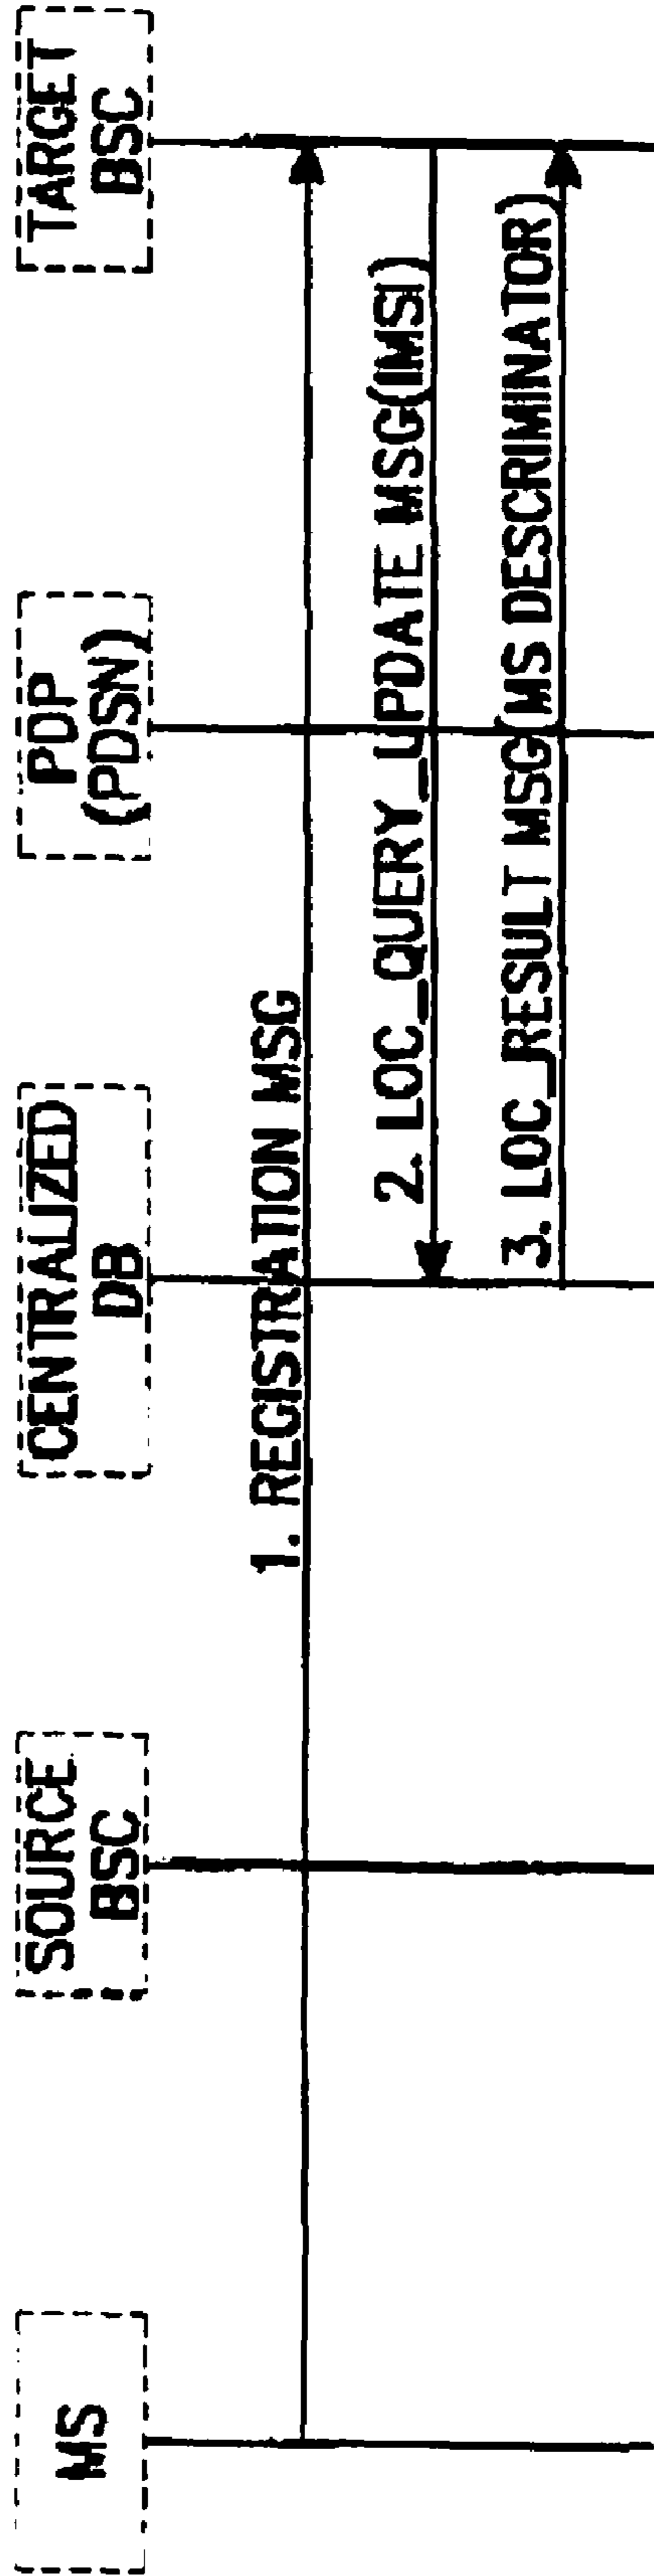 MS
SOURCE
BSC
CENTRALIZED
DB
PDP
(PDSN)
TARGET
BSC
1. REGISTRATION MSG
2. LOC_QUERY_UPDATE MSG(IMSI)
3. LOC_RESULT MSG(MS DESCRIMINATOR)